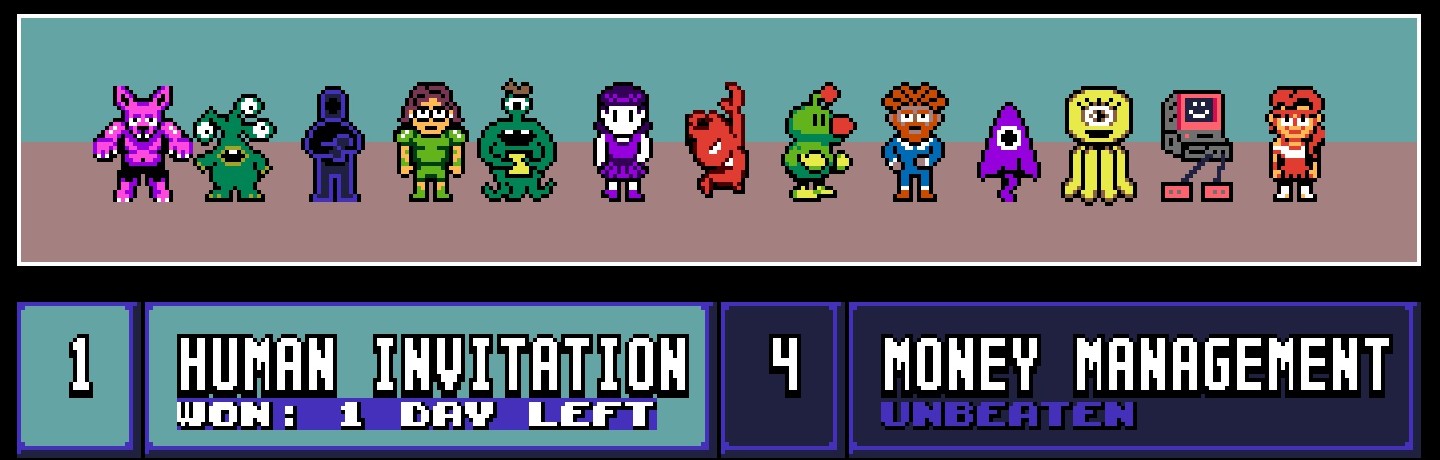 1
HUMAN INVITATION
WON: 1 DAY LEFT
4
MONEY MANAGEMENT
UNBEATEN